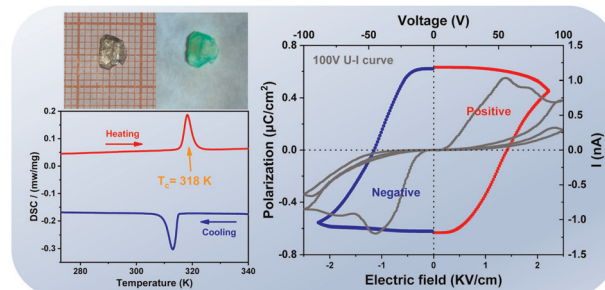 Voltage (V)
-100 -50 0 50 100
0.8 100V U-I curve 1.5
Positive 1.0
0.4 0.5
0.0 0.0
-0.4 Negative -0.5
-1.0
-0.8 -1.5
-2 -1 0 1 2
Polarization (μC/cm²)
I (nA)
Electric field (KV/cm)
0.2 Heating
0.1
T_c= 318 K
0.0
-0.1
-0.2
Cooling
-0.3
280 300 320 340
DSC / (mw/mg)
Temperature (K)